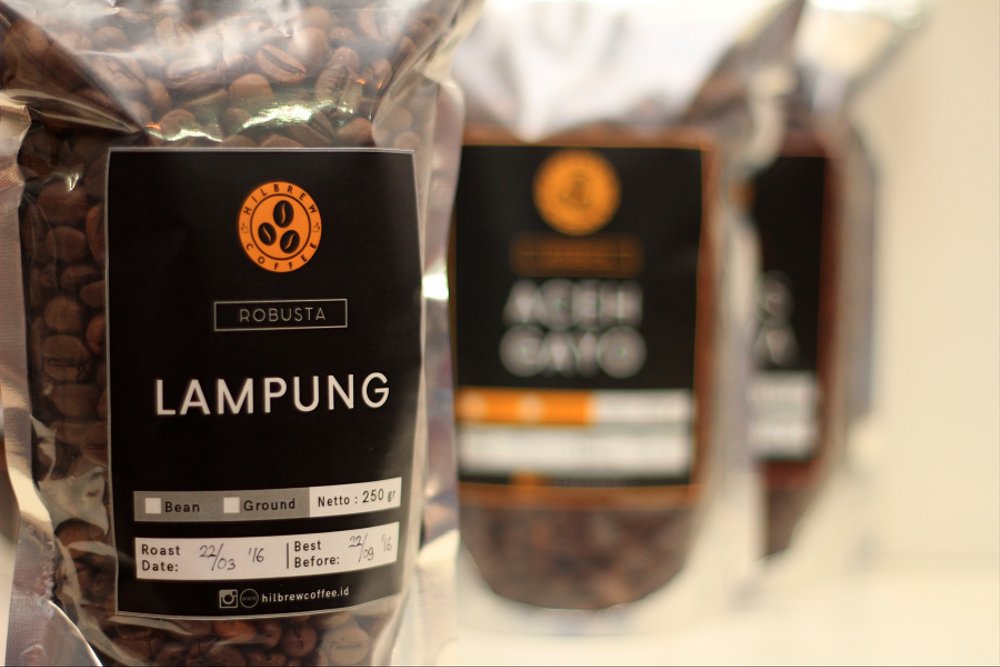 HILBREW
COFFEE
ROBUSTA
LAMPUNG
Bean Ground Netto : 250 gr
Roast Date: 22/03 '16 Best Before: 22/09 '16
www hilbrewcoffee.id
ACEH
GAYO